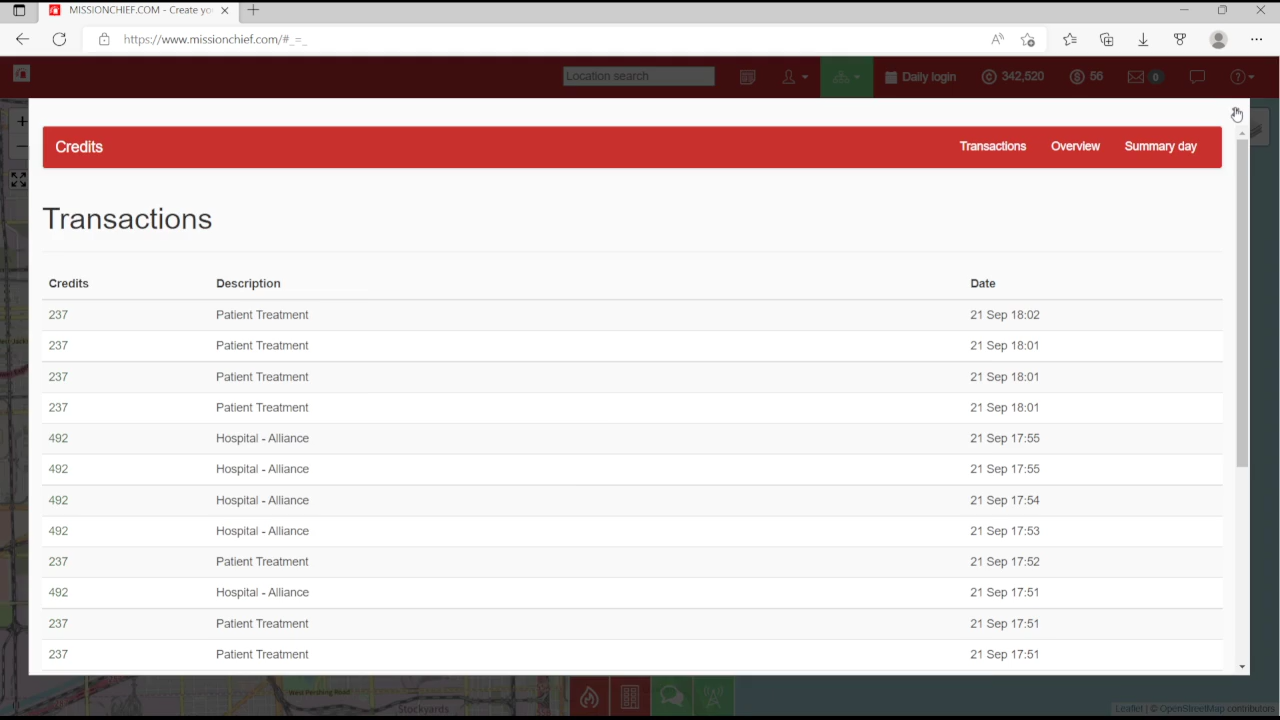 MISSIONCHIEF.COM - Create yo
https://www.missionchief.com/#_=_
Location search
Daily login
342,520
56
0
Credits
Transactions
Overview
Summary day
Transactions
Credits Description Date
237 Patient Treatment 21 Sep 18:02
237 Patient Treatment 21 Sep 18:01
237 Patient Treatment 21 Sep 18:01
237 Patient Treatment 21 Sep 18:01
492 Hospital - Alliance 21 Sep 17:55
492 Hospital - Alliance 21 Sep 17:55
492 Hospital - Alliance 21 Sep 17:54
492 Hospital - Alliance 21 Sep 17:53
237 Patient Treatment 21 Sep 17:52
492 Hospital - Alliance 21 Sep 17:51
237 Patient Treatment 21 Sep 17:51
237 Patient Treatment 21 Sep 17:51
Stockyards
Leaflet | © OpenStreetMap contributors